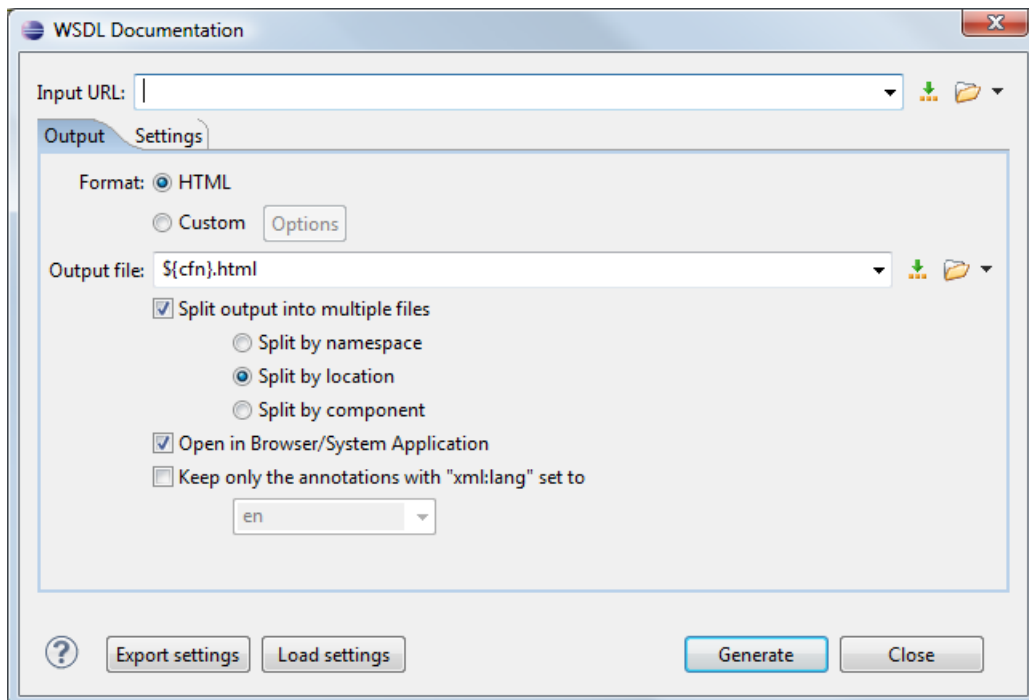 WSDL Documentation
Input URL:
Output Settings
Format: HTML
Custom Options
Output file: ${cfn}.html
Split output into multiple files
Split by namespace
Split by location
Split by component
Open in Browser/System Application
Keep only the annotations with "xml:lang" set to
en
? Export settings Load settings Generate Close